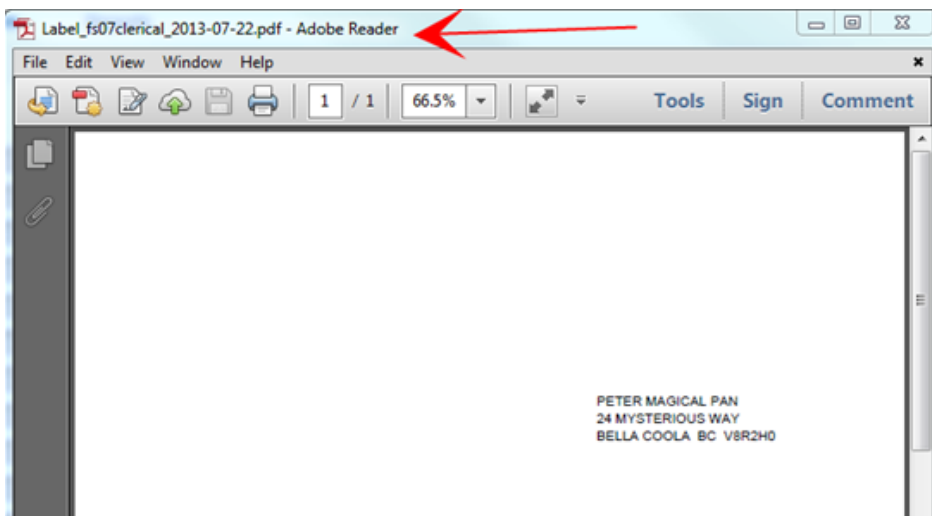 Label_fs07clerical_2013-07-22.pdf - Adobe Reader
File Edit View Window Help
1 / 1 66.5% Tools Sign Comment
PETER MAGICAL PAN
24 MYSTERIOUS WAY
BELLA COOLA BC V8R2H0